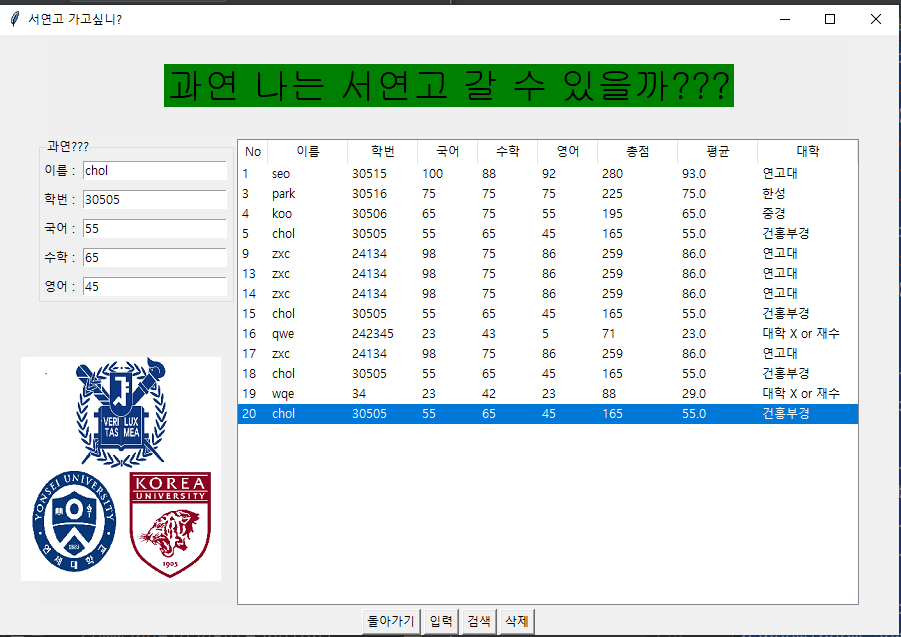 서연고 가고싶니?
과연 나는 서연고 갈 수 있을까???
과연???
이름 : chol
학번 : 30505
국어 : 55
수학 : 65
영어 : 45
No 이름 학번 국어 수학 영어 총점 평균 대학
1 seo 30515 100 88 92 280 93.0 연고대
3 park 30516 75 75 75 225 75.0 한성
4 koo 30506 65 75 55 195 65.0 중경
5 chol 30505 55 65 45 165 55.0 건홍부경
9 zxc 24134 98 75 86 259 86.0 연고대
13 zxc 24134 98 75 86 259 86.0 연고대
14 zxc 24134 98 75 86 259 86.0 연고대
15 chol 30505 55 65 45 165 55.0 건홍부경
16 qwe 242345 23 43 5 71 23.0 대학 X or 재수
17 zxc 24134 98 75 86 259 86.0 연고대
18 chol 30505 55 65 45 165 55.0 건홍부경
19 wqe 34 23 42 23 88 29.0 대학 X or 재수
20 chol 30505 55 65 45 165 55.0 건홍부경
VERI LUX
TAS MEA
YONSEI UNIVERSITY
1885
연세대학교
KOREA
UNIVERSITY
1905
돌아가기 입력 검색 삭제